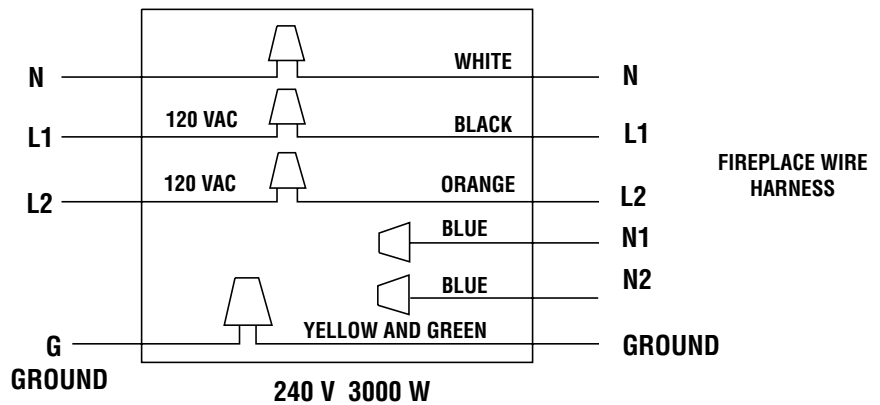 N
WHITE
N
L1
120 VAC
BLACK
L1
L2
120 VAC
ORANGE
L2
FIREPLACE WIRE
HARNESS
BLUE
N1
BLUE
N2
G
GROUND
YELLOW AND GREEN
GROUND
240 V 3000 W